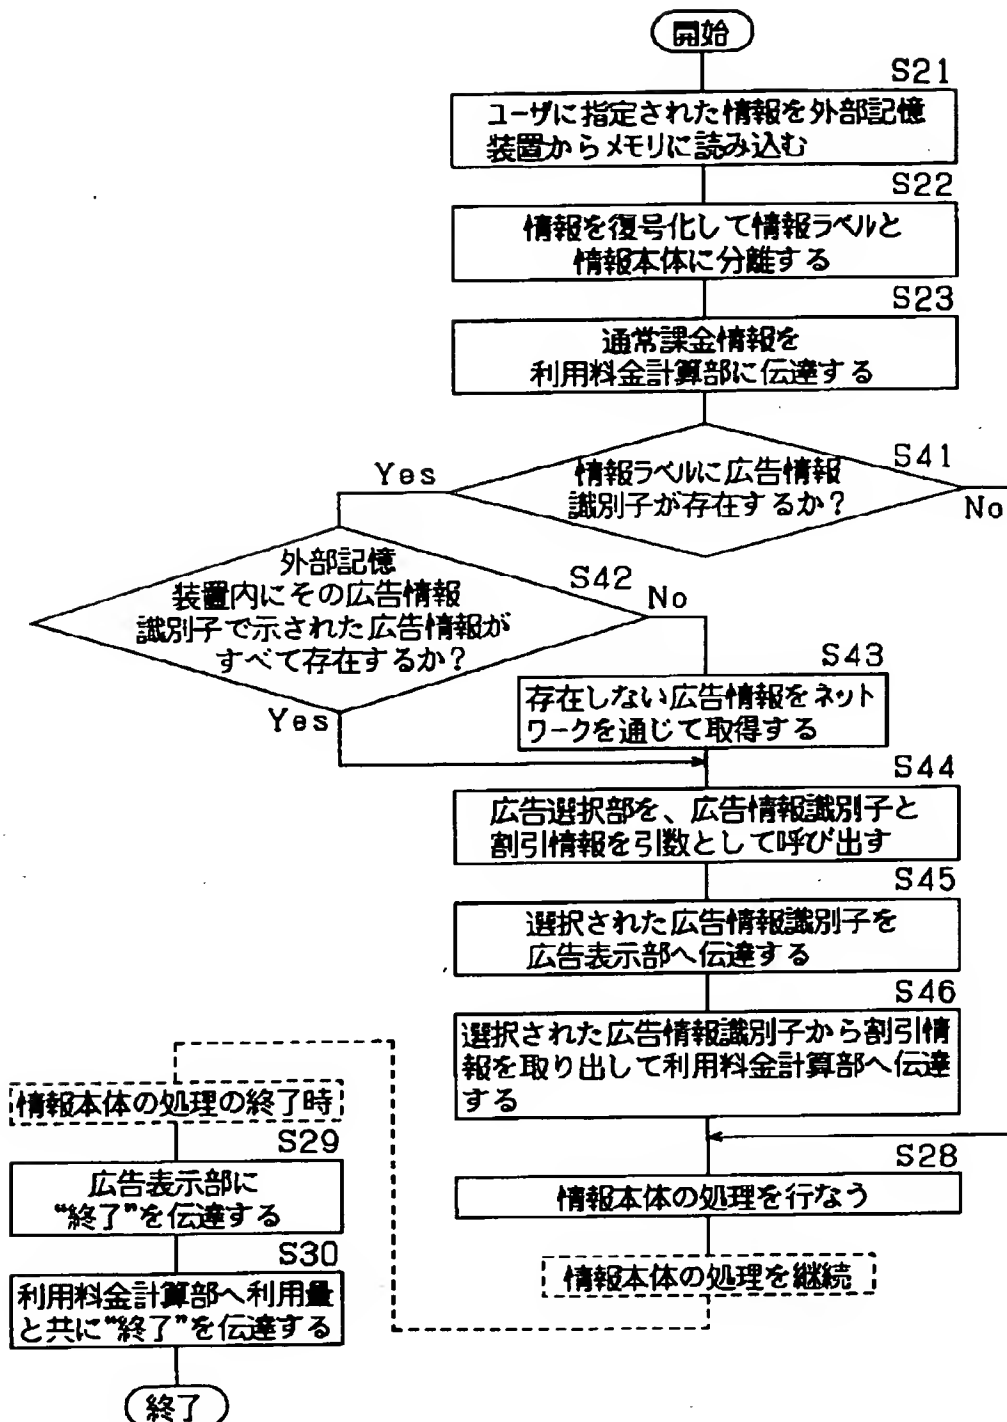 開始
S21
ユーザに指定された情報を外部記憶
装置からメモリに読み込む
S22
情報を復号化して情報ラベルと
情報本体に分離する
S23
通常課金情報を
利用料金計算部に伝達する
S41
情報ラベルに広告情報
識別子が存在するか?
Yes
No
外部記憶
装置内にその広告情報
識別子で示された広告情報が
すべて存在するか?
S42
No
Yes
S43
存在しない広告情報をネット
ワークを通じて取得する
S44
広告選択部を、広告情報識別子と
割引情報を引数として呼び出す
S45
選択された広告情報識別子を
広告表示部へ伝達する
S46
選択された広告情報識別子から割引情
報を取り出して利用料金計算部へ伝達
する
S28
情報本体の処理を行なう
情報本体の処理を継続
情報本体の処理の終了時
S29
広告表示部に
“終了”を伝達する
S30
利用料金計算部へ利用量
と共に“終了”を伝達する
終了